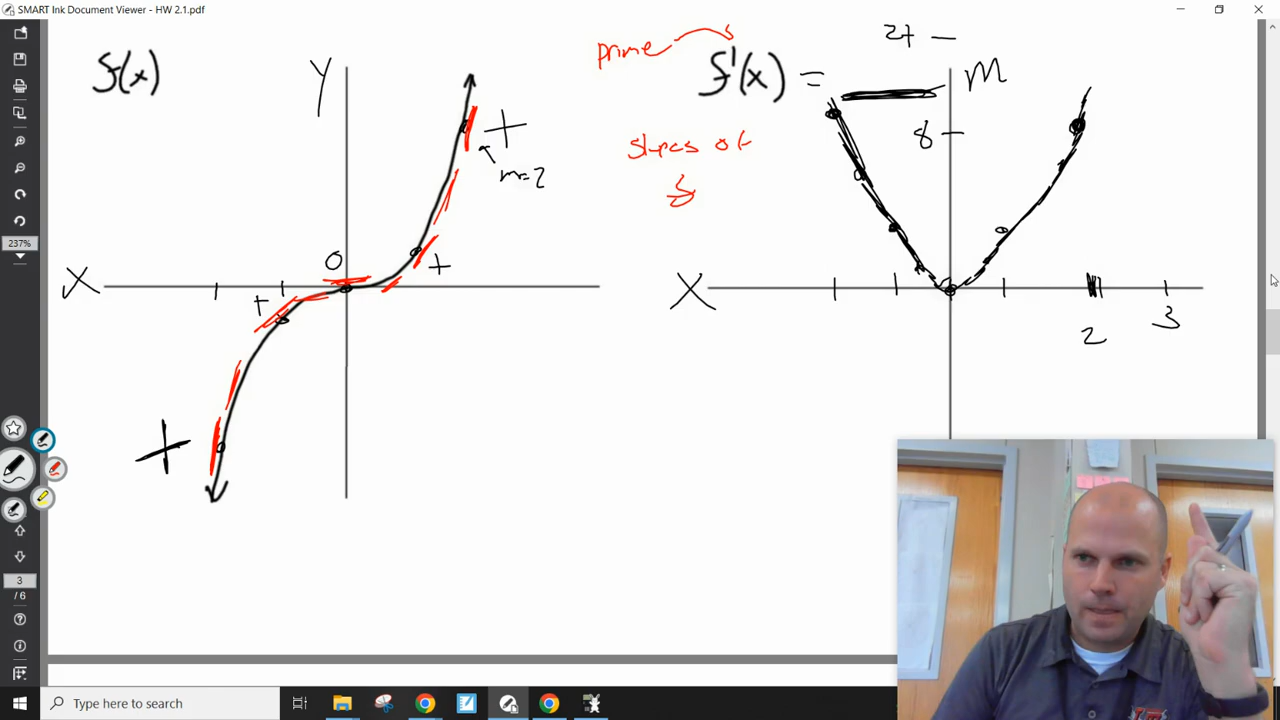 SMART Ink Document Viewer - HW 2.1.pdf
f(x)
Y
prime
f'(x) =
27
m
8
+
m=2
slopes of
f
0
+
+
X
X
2
3
+
237%
3
/ 6
Type here to search